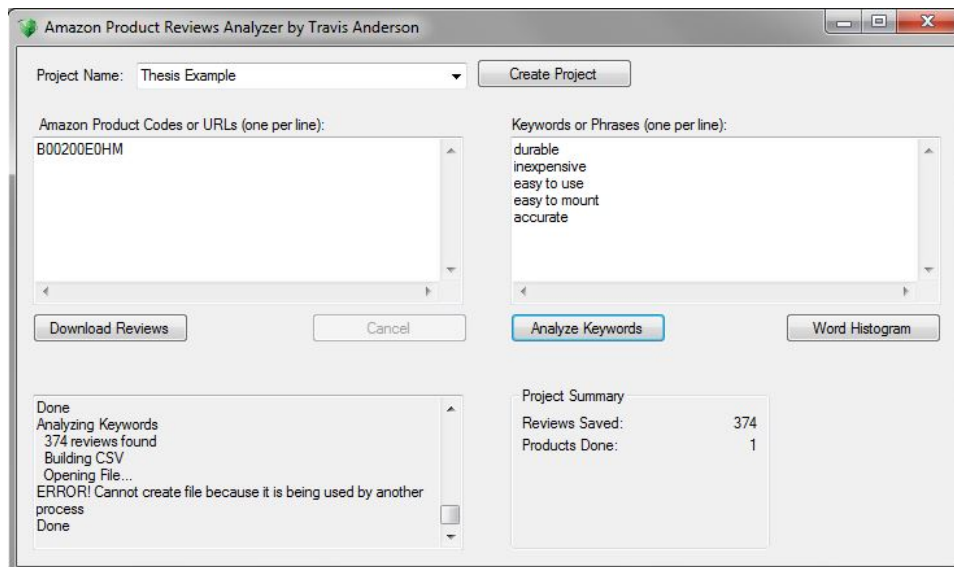 Amazon Product Reviews Analyzer by Travis Anderson
Project Name: Thesis Example Create Project
Amazon Product Codes or URLs (one per line):
B00200E0HM
Keywords or Phrases (one per line):
durable
inexpensive
easy to use
easy to mount
accurate
Download Reviews Cancel Analyze Keywords Word Histogram
Done
Analyzing Keywords
374 reviews found
Building CSV
Opening File...
ERROR! Cannot create file because it is being used by another
process
Done
Project Summary
Reviews Saved: 374
Products Done: 1